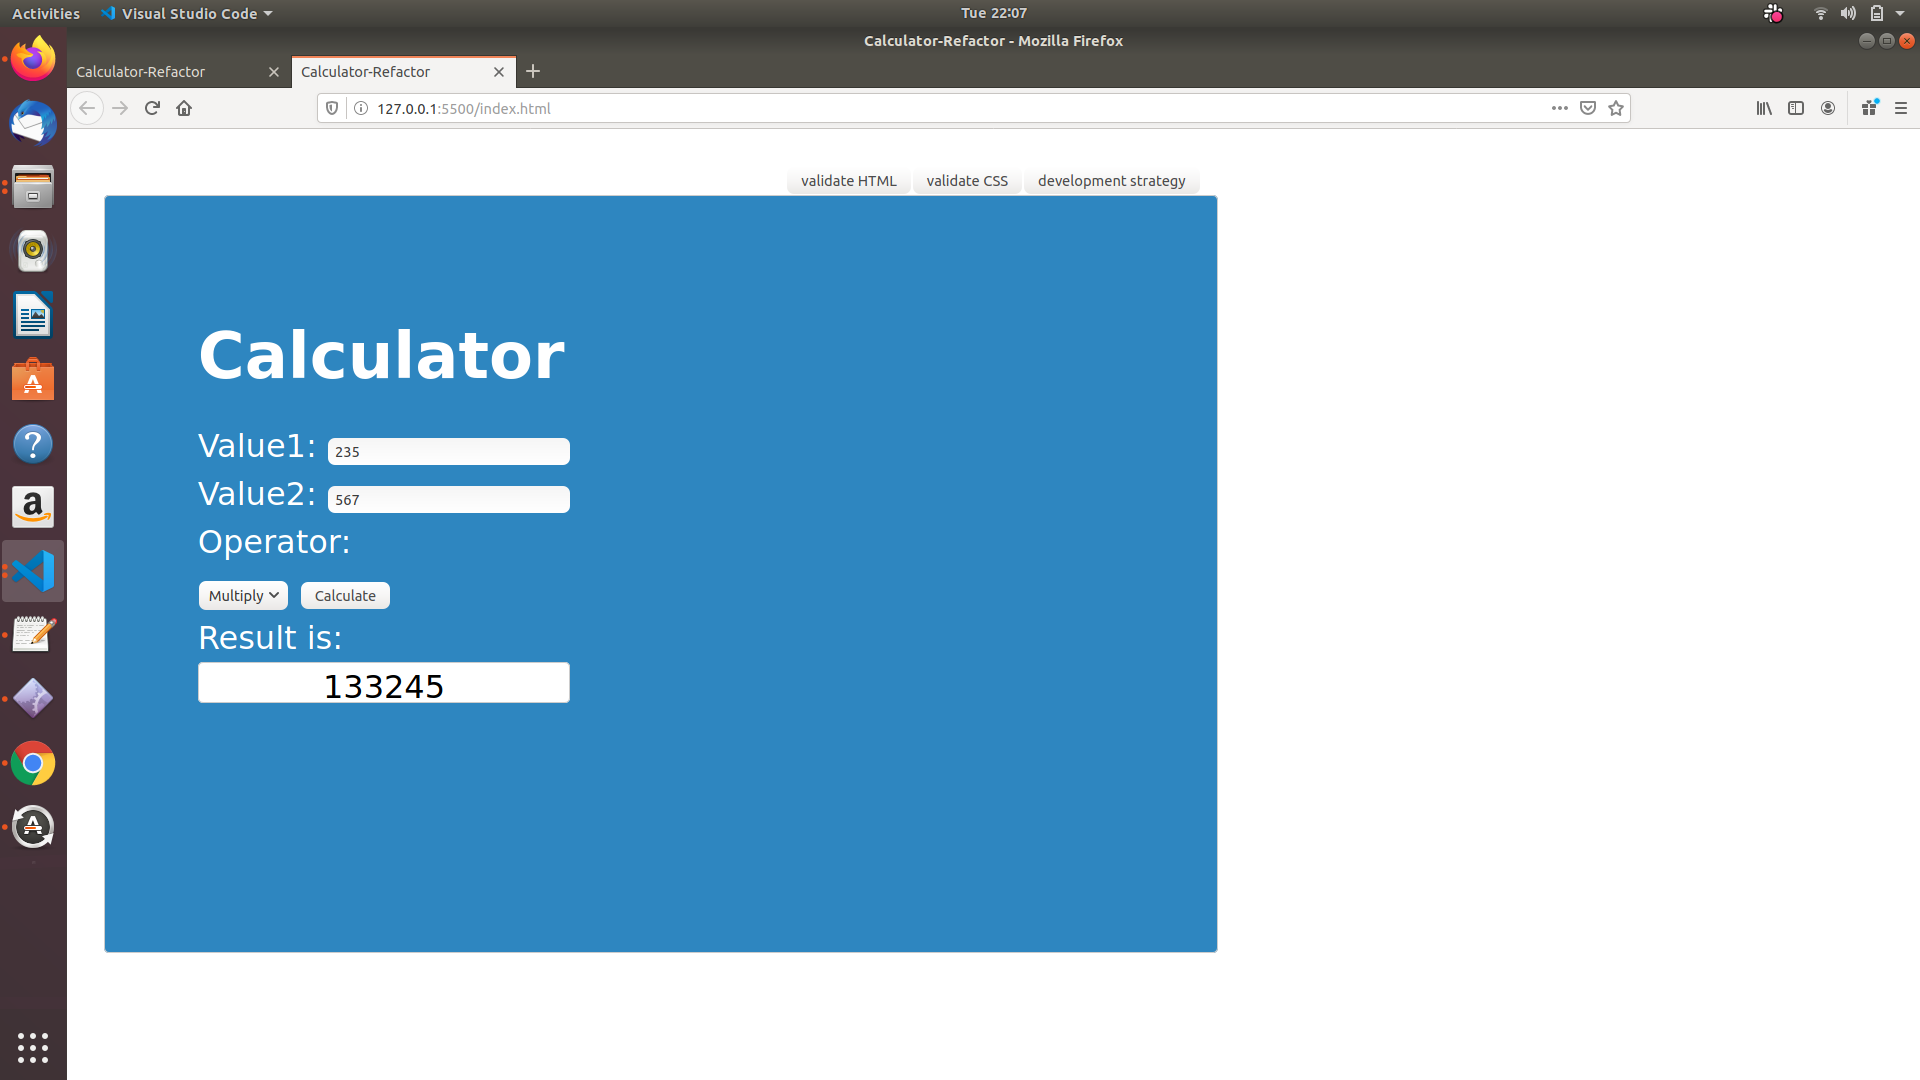 Activities
Visual Studio Code
Tue 22:07
Calculator-Refactor - Mozilla Firefox
Calculator-Refactor
Calculator-Refactor
127.0.0.1:5500/index.html
validate HTML
validate CSS
development strategy
Calculator
Value1: 235
Value2: 567
Operator:
Multiply
Calculate
Result is:
133245